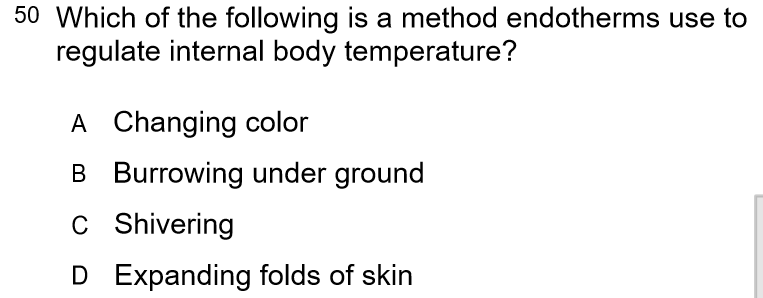 50 Which of the following is a method endotherms use to
regulate internal body temperature?
A Changing color
B Burrowing under ground
C Shivering
D Expanding folds of skin